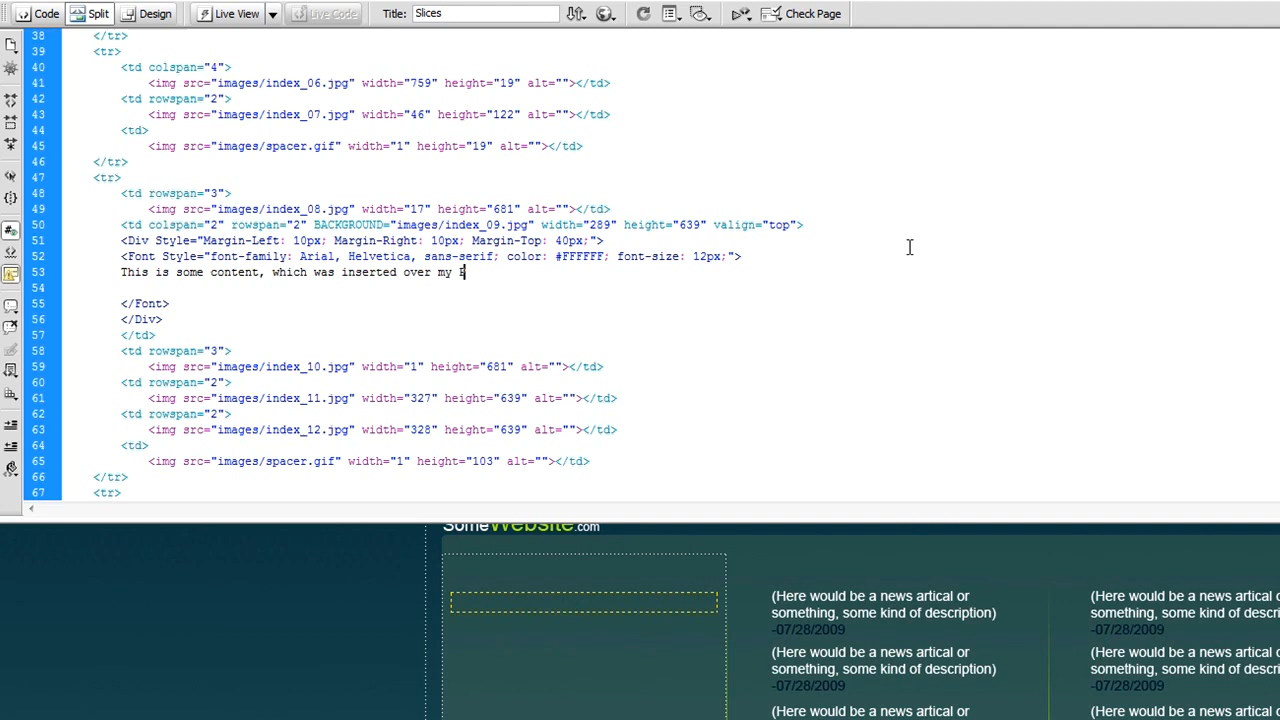 Code Split Design Live View Live Code Title: Slices Check Page
38 </tr>
39 <tr>
40 <td colspan="4">
41 <img src="images/index_06.jpg" width="759" height="19" alt=""></td>
42 <td rowspan="2">
43 <img src="images/index_07.jpg" width="46" height="122" alt=""></td>
44 <td>
45 <img src="images/spacer.gif" width="1" height="19" alt=""></td>
46 </tr>
47 <tr>
48 <td rowspan="3">
49 <img src="images/index_08.jpg" width="17" height="681" alt=""></td>
50 <td colspan="2" rowspan="2" BACKGROUND="images/index_09.jpg" width="289" height="639" valign="top">
51 <Div Style="Margin-Left: 10px; Margin-Right: 10px; Margin-Top: 40px;">
52 <Font Style="font-family: Arial, Helvetica, sans-serif; color: #FFFFFF; font-size: 12px;">
53 This is some content, which was inserted over my
54
55 </Font>
56 </Div>
57 </td>
58 <td rowspan="3">
59 <img src="images/index_10.jpg" width="1" height="681" alt=""></td>
60 <td rowspan="2">
61 <img src="images/index_11.jpg" width="327" height="639" alt=""></td>
62 <td rowspan="2">
63 <img src="images/index_12.jpg" width="328" height="639" alt=""></td>
64 <td>
65 <img src="images/spacer.gif" width="1" height="103" alt=""></td>
66 </tr>
67 <tr>
SomeWebsite.com
(Here would be a news artical or
something, some kind of description)
-07/28/2009
(Here would be a news artical or
something, some kind of description)
-07/28/2009
(Here would be a news artical or
(Here would be a news artical
something, some kind of
-07/28/2009
(Here would be a news artical
something, some kind of
-07/28/2009
(Here would be a news artical